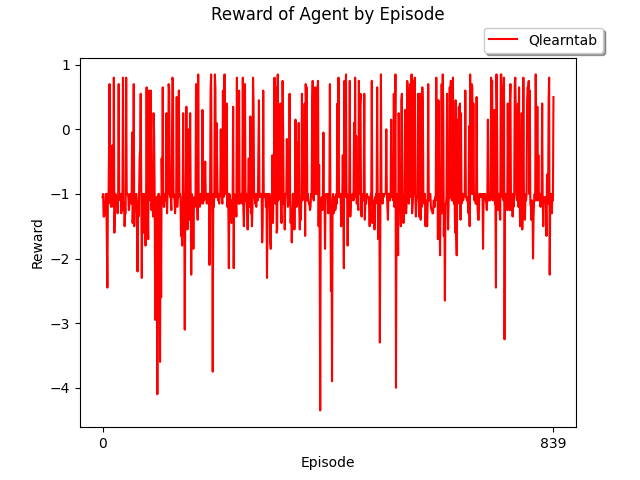 Reward of Agent by Episode
Qlearntab
1
0
−1
−2
−3
−4
Reward
0
839
Episode